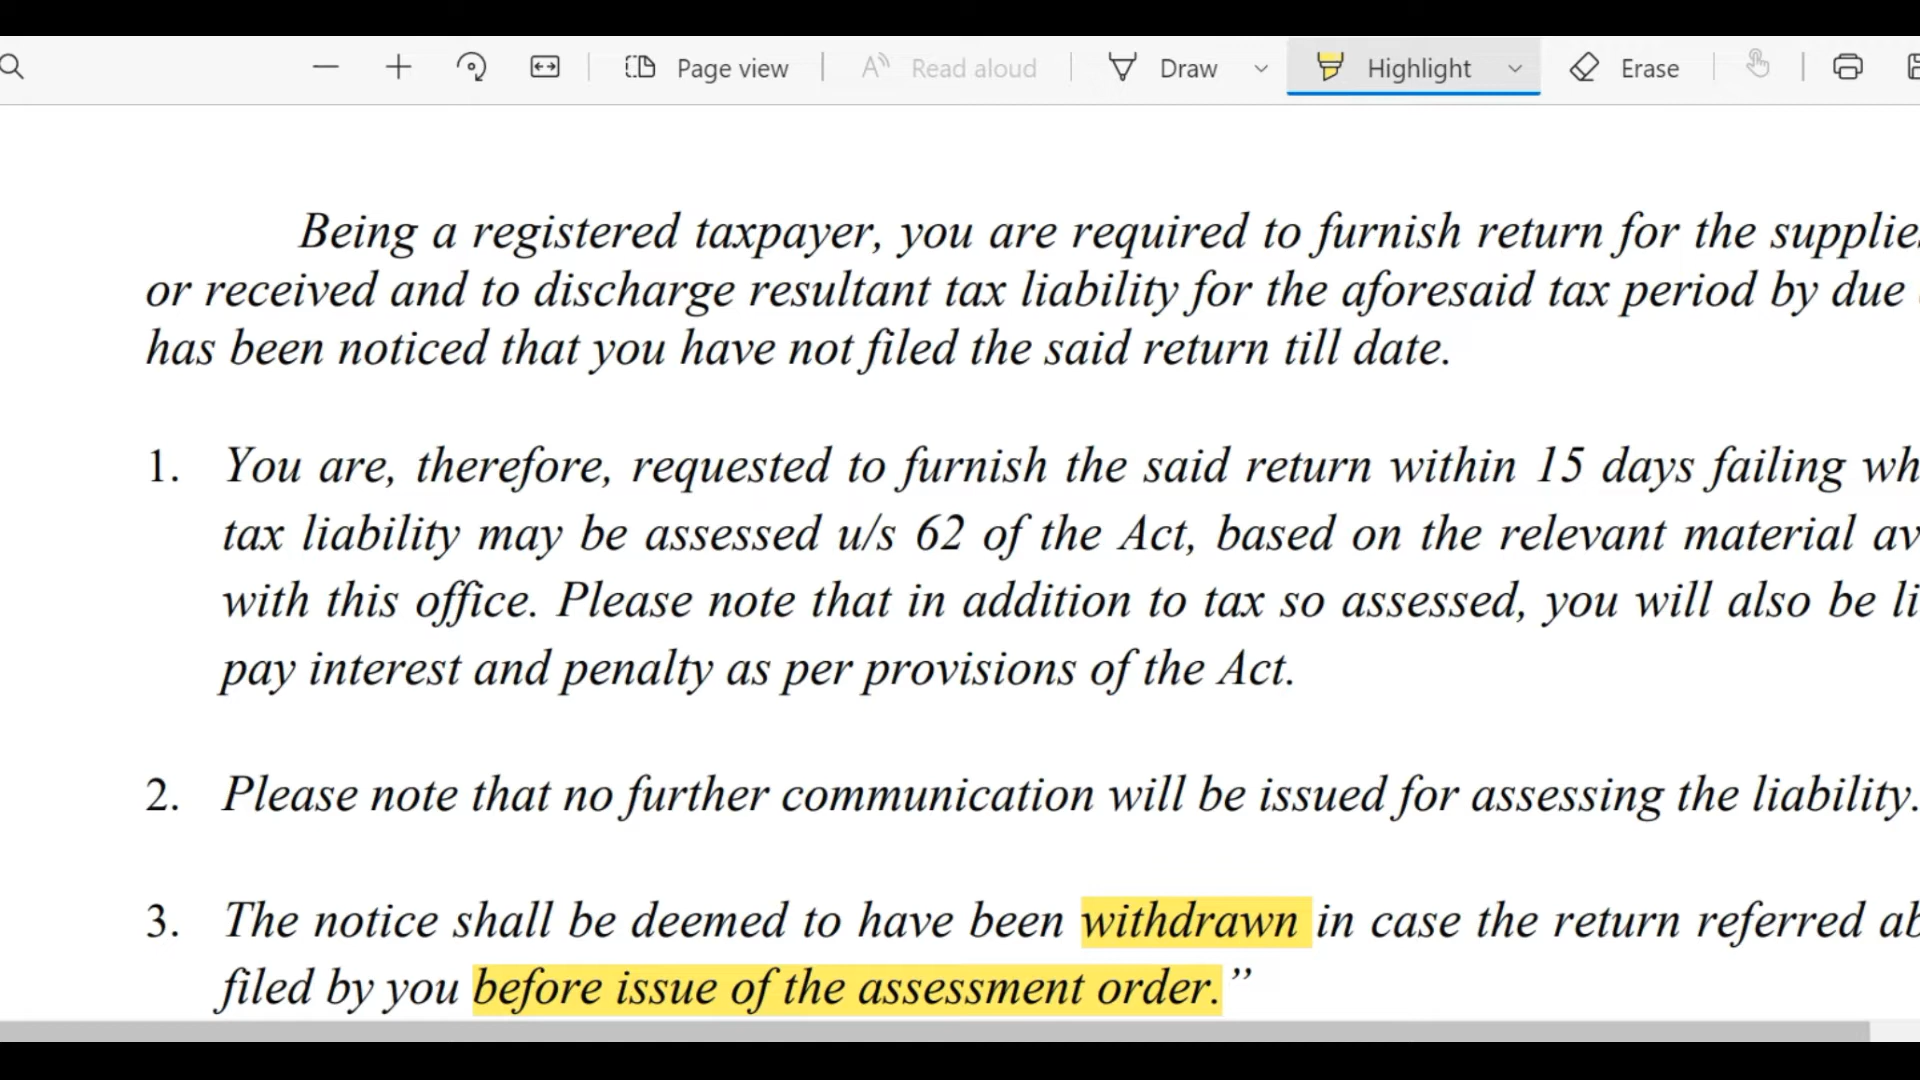 Page view Read aloud Draw Highlight Erase
Being a registered taxpayer, you are required to furnish return for the
or received and to discharge resultant tax liability for the aforesaid tax period by due
has been noticed that you have not filed the said return till date.
1. You are, therefore, requested to furnish the said return within 15 days failing
tax liability may be assessed u/s 62 of the Act, based on the relevant material
with this office. Please note that in addition to tax so assessed, you will also be
pay interest and penalty as per provisions of the Act.
2. Please note that no further communication will be issued for assessing the liability.
3. The notice shall be deemed to have been withdrawn in case the return referred
filed by you before issue of the assessment order.”